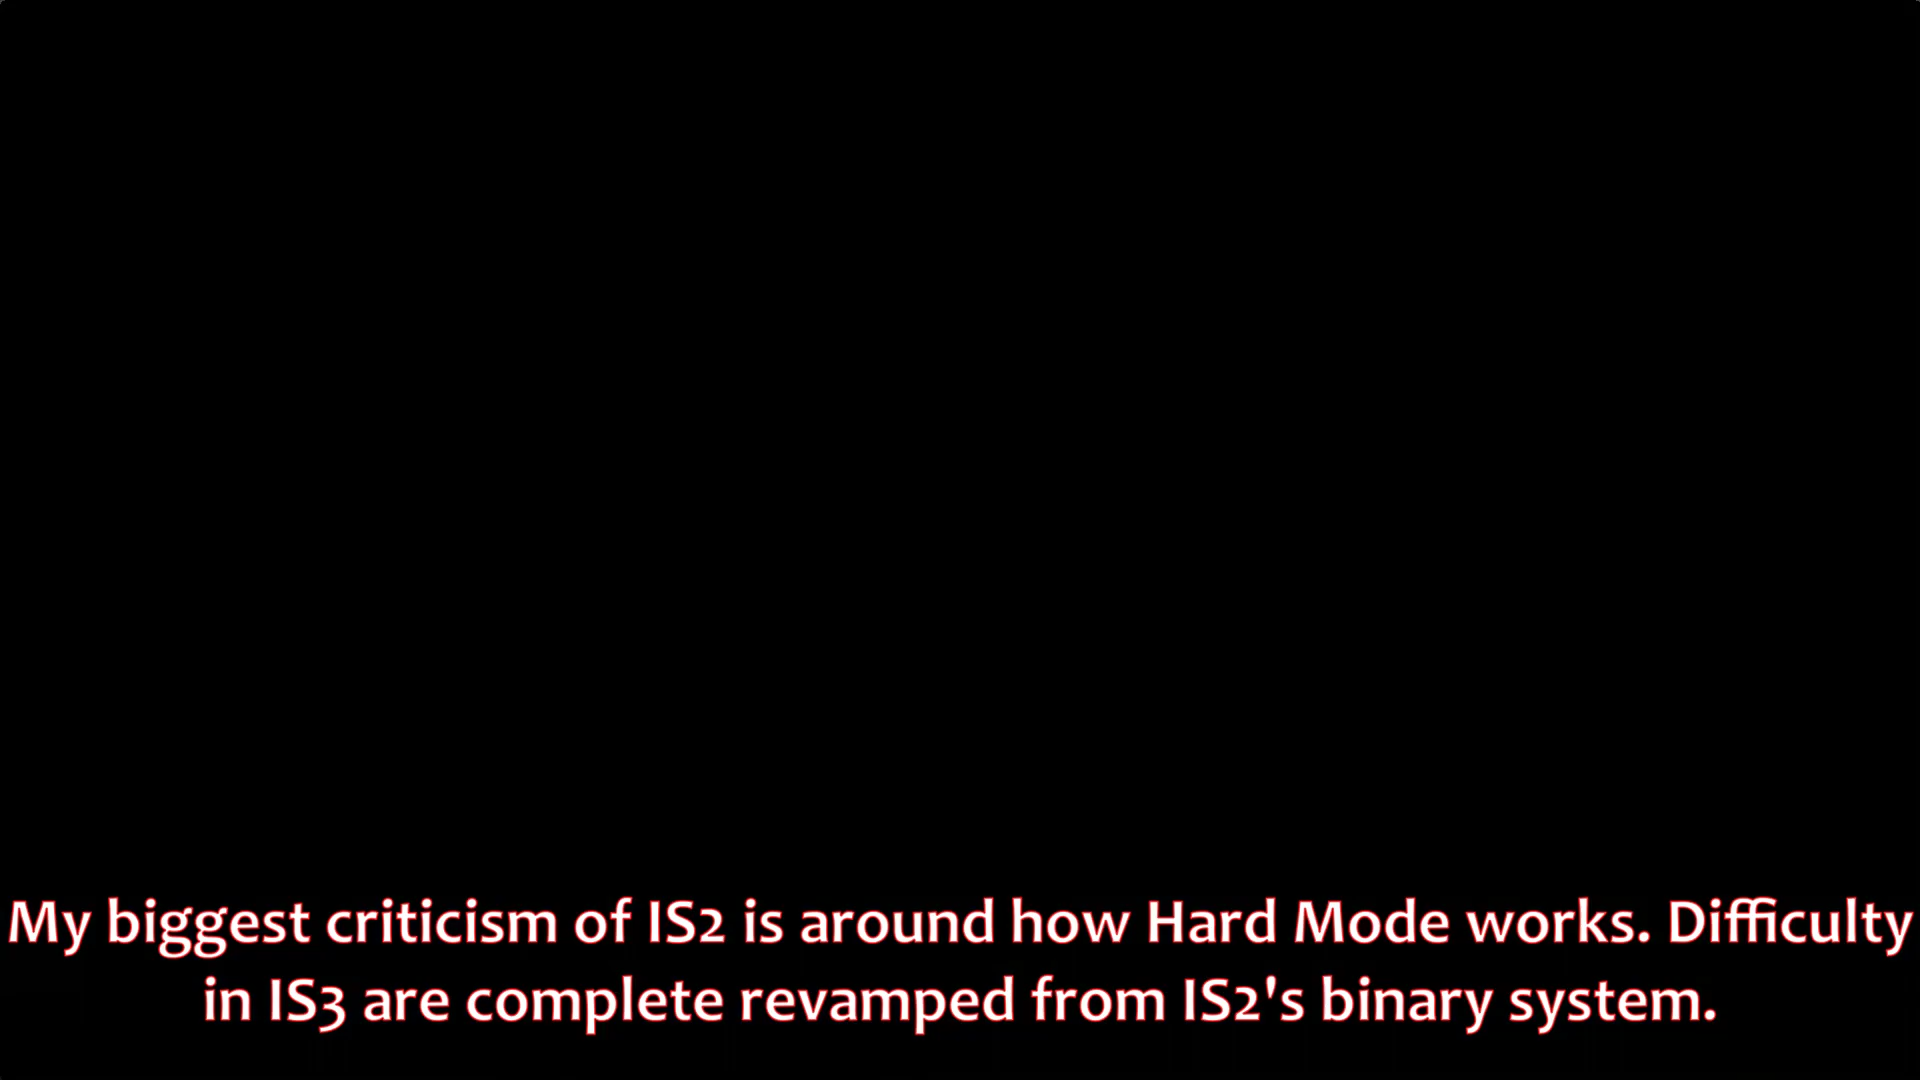 My biggest criticism of IS2 is around how Hard Mode works. Difficulty
in IS3 are complete revamped from IS2's binary system.